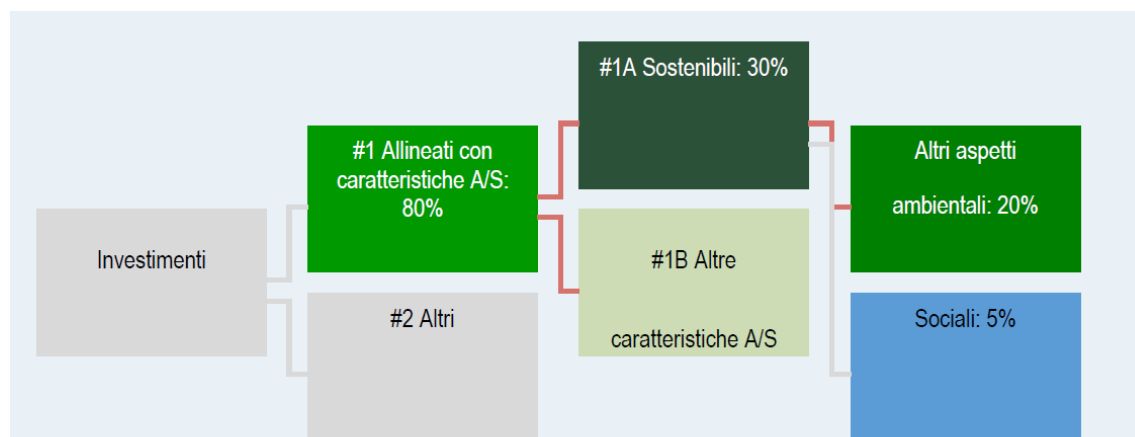 Investimenti
#1 Allineati con
caratteristiche A/S:
80%
#2 Altri
#1A Sostenibili: 30%
#1B Altre
caratteristiche A/S
Altri aspetti
ambientali: 20%
Sociali: 5%